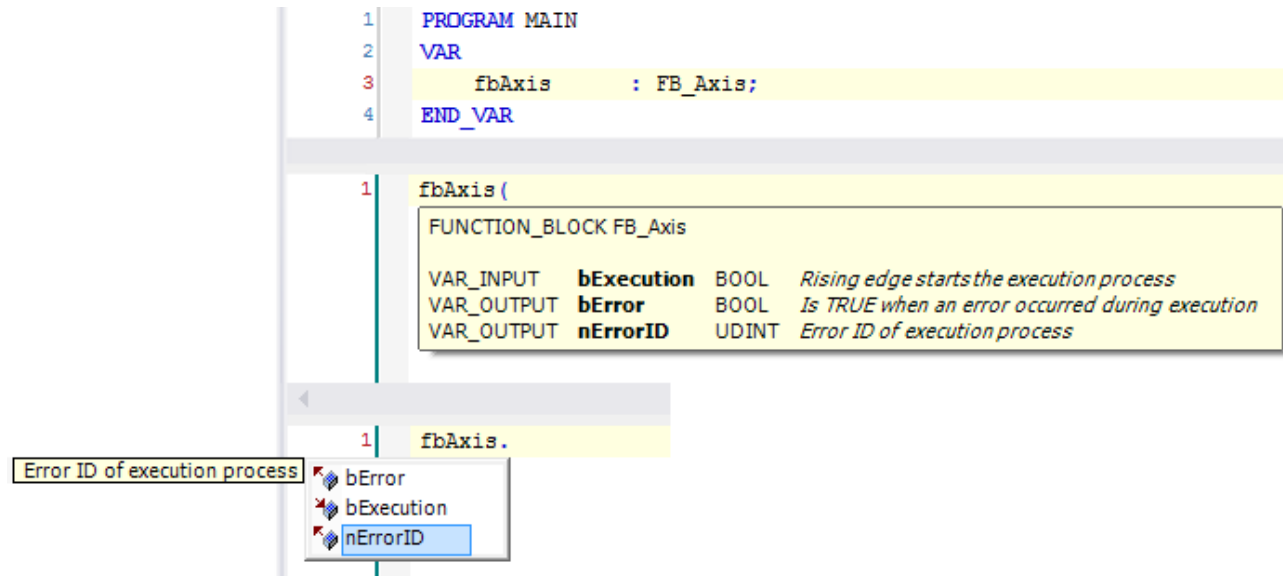 1 PROGRAM MAIN
2 VAR
3 fbAxis : FB_Axis;
4 END_VAR
1 fbAxis(
FUNCTION_BLOCK FB_Axis
VAR_INPUT bExecution BOOL Rising edge starts the execution process
VAR_OUTPUT bError BOOL Is TRUE when an error occurred during execution
VAR_OUTPUT nErrorID UDINT Error ID of execution process
1 fbAxis.
Error ID of execution process
bError
bExecution
nErrorID